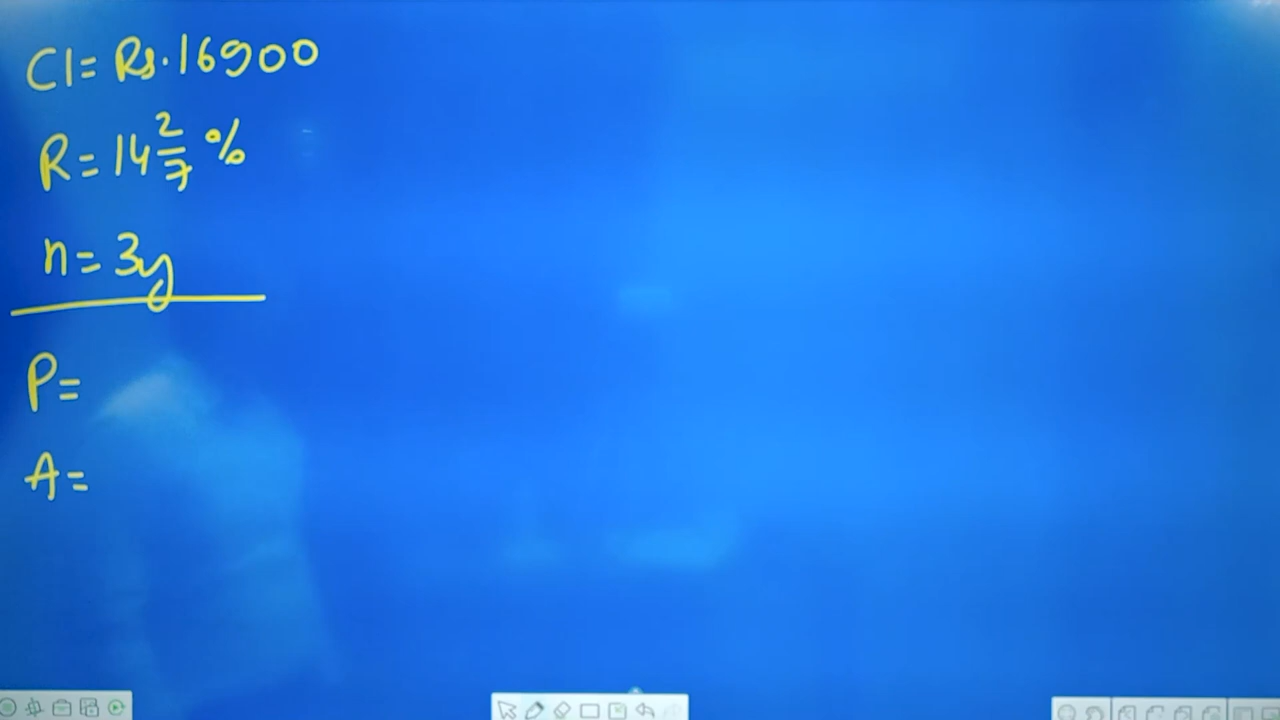 CI= Rs.16900
R= 14 2/7 %
n= 3y
P=
A=